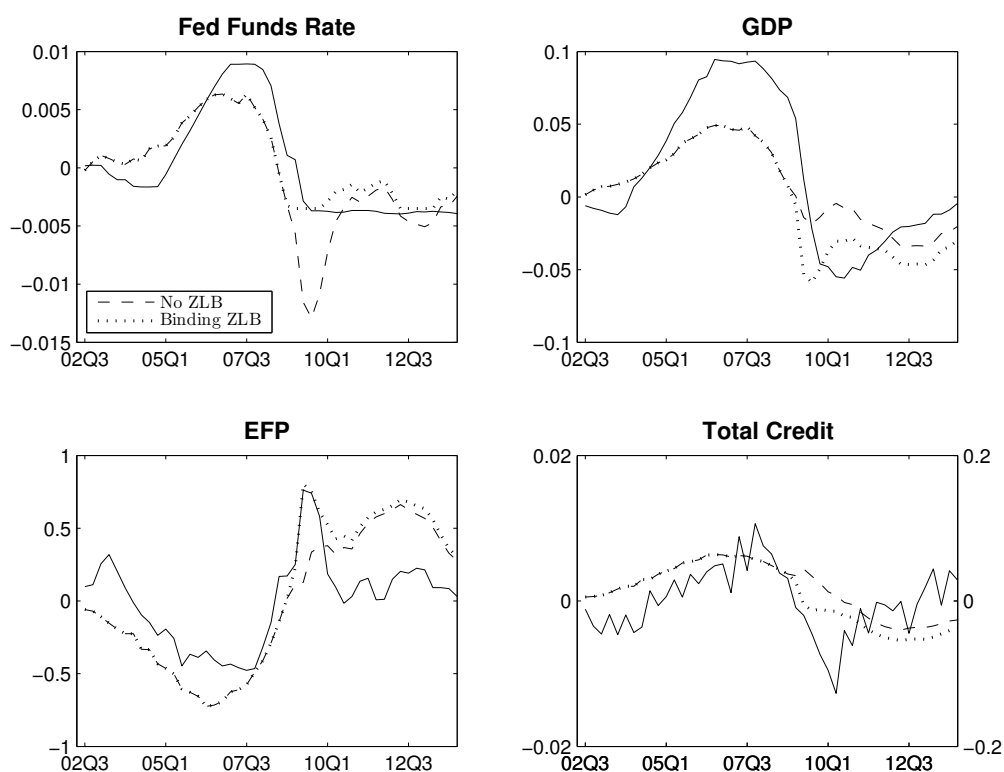 Fed Funds Rate
0.01
0.005
0
−0.005
−0.01
−0.015
No ZLB
Binding ZLB
02Q3 05Q1 07Q3 10Q1 12Q3
GDP
0.1
0.05
0
−0.05
−0.1
02Q3 05Q1 07Q3 10Q1 12Q3
EFP
1
0.5
0
−0.5
−1
02Q3 05Q1 07Q3 10Q1 12Q3
Total Credit
0.02 0.2
0 0
−0.02 −0.2
02Q3 05Q1 07Q3 10Q1 12Q3